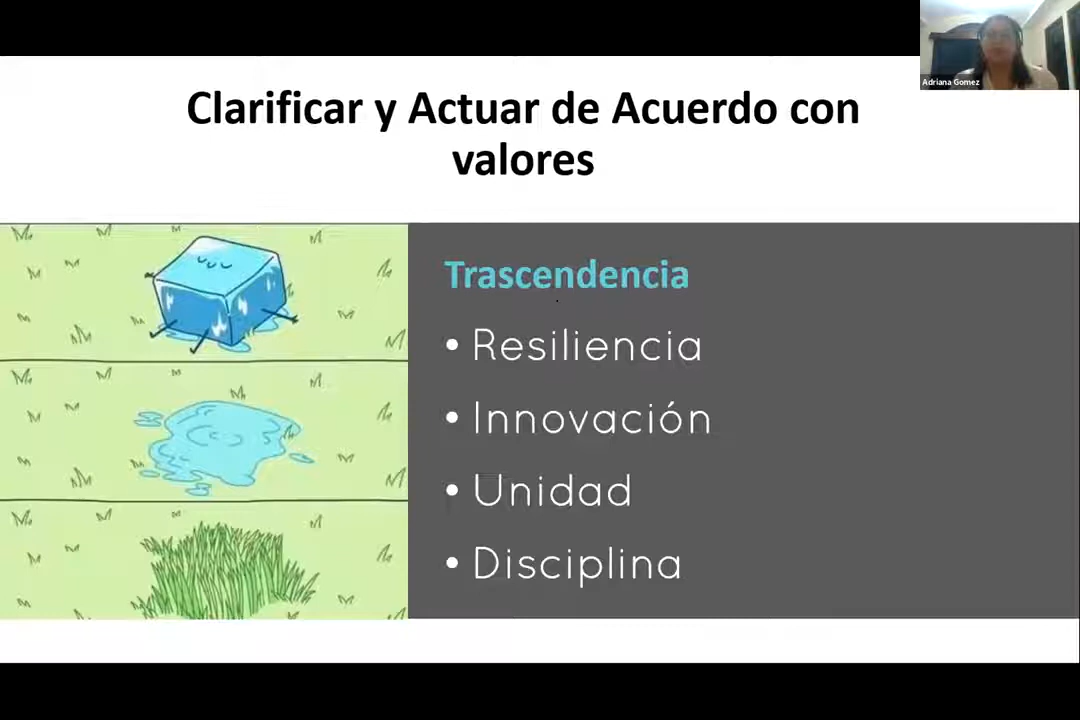 Adriana Gomez
Clarificar y Actuar de Acuerdo con
valores
Trascendencia
• Resiliencia
• Innovación
• Unidad
• Disciplina